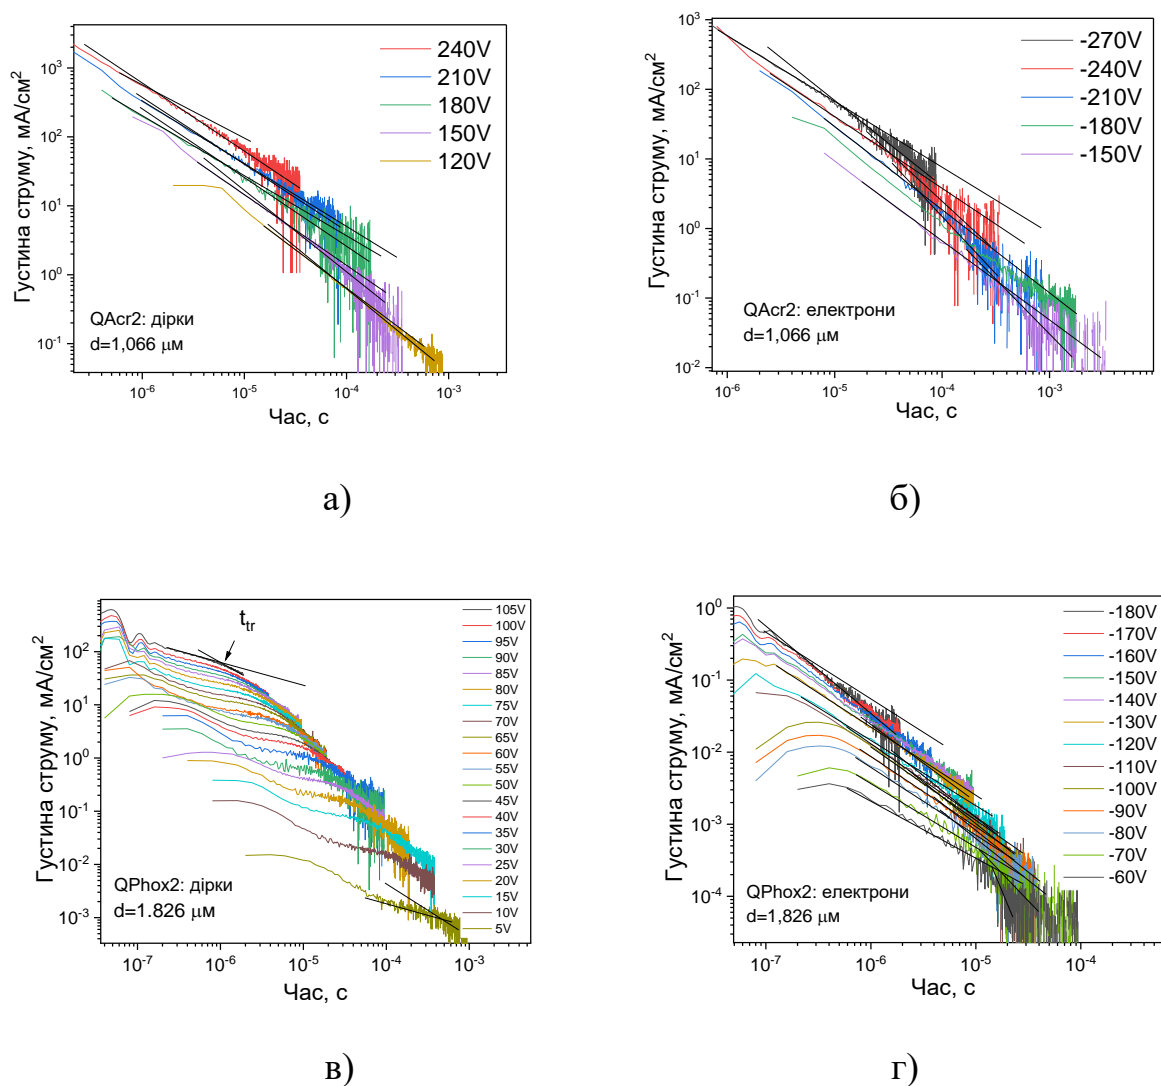 10³
10²
10¹
10⁰
10⁻¹
Густина струму, мА/см²
240V
210V
180V
150V
120V
QAcr2: дірки
d=1,066 μм
10⁻⁶
10⁻⁵
10⁻⁴
10⁻³
Час, с
а)
10³
10²
10¹
10⁰
10⁻¹
10⁻²
Густина струму, мА/см²
-270V
-240V
-210V
-180V
-150V
QAcr2: електрони
d=1,066 μм
10⁻⁶
10⁻⁵
10⁻⁴
10⁻³
Час, с
б)
10²
10¹
10⁰
10⁻¹
10⁻²
10⁻³
Густина струму, мА/см²
t_tr
105V
100V
95V
90V
85V
80V
75V
70V
65V
60V
55V
50V
45V
40V
35V
30V
25V
20V
15V
10V
5V
QPhox2: дірки
d=1.826 μм
10⁻⁷
10⁻⁶
10⁻⁵
10⁻⁴
10⁻³
Час, с
в)
10⁰
10⁻¹
10⁻²
10⁻³
10⁻⁴
Густина струму, мА/см²
-180V
-170V
-160V
-150V
-140V
-130V
-120V
-110V
-100V
-90V
-80V
-70V
-60V
QPhox2: електрони
d=1,826 μм
10⁻⁷
10⁻⁶
10⁻⁵
10⁻⁴
Час, с
г)